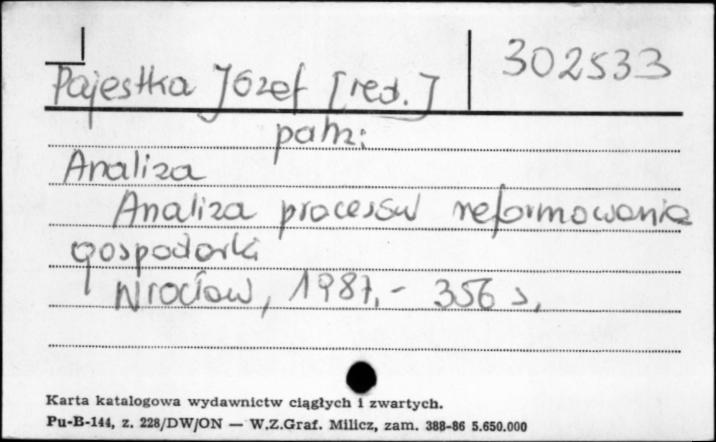 Pajestka Józef [red.]
302533
patrz:
Analiza
Analiza procesów reformowania
gospodarki
Wrocław, 1987, - 356 s,
Karta katalogowa wydawnictw ciągłych i zwartych.
Pu-B-144, z. 228/DW/ON — W.Z.Graf. Milicz, zam. 388-86 5.650.000